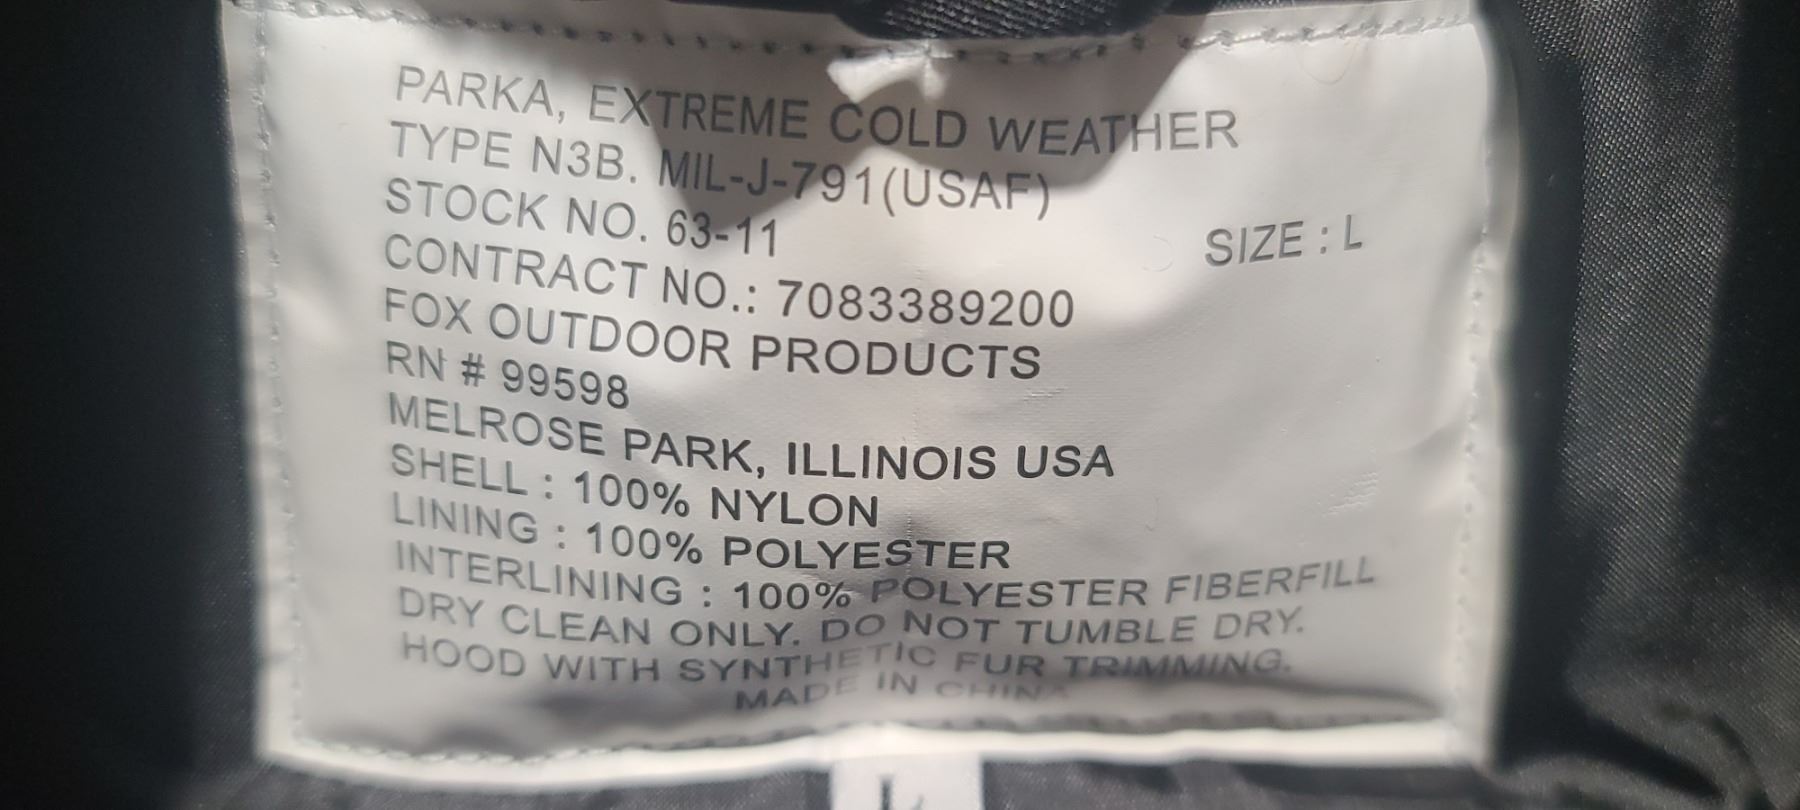 PARKA, EXTREME COLD WEATHER
TYPE N3B. MIL-J-791(USAF)
STOCK NO. 63-11
SIZE : L
CONTRACT NO.: 7083389200
FOX OUTDOOR PRODUCTS
RN # 99598
MELROSE PARK, ILLINOIS USA
SHELL : 100% NYLON
LINING : 100% POLYESTER
INTERLINING : 100% POLYESTER FIBERFILL
DRY CLEAN ONLY. DO NOT TUMBLE DRY.
HOOD WITH SYNTHETIC FUR TRIMMING.
MADE IN CHINA